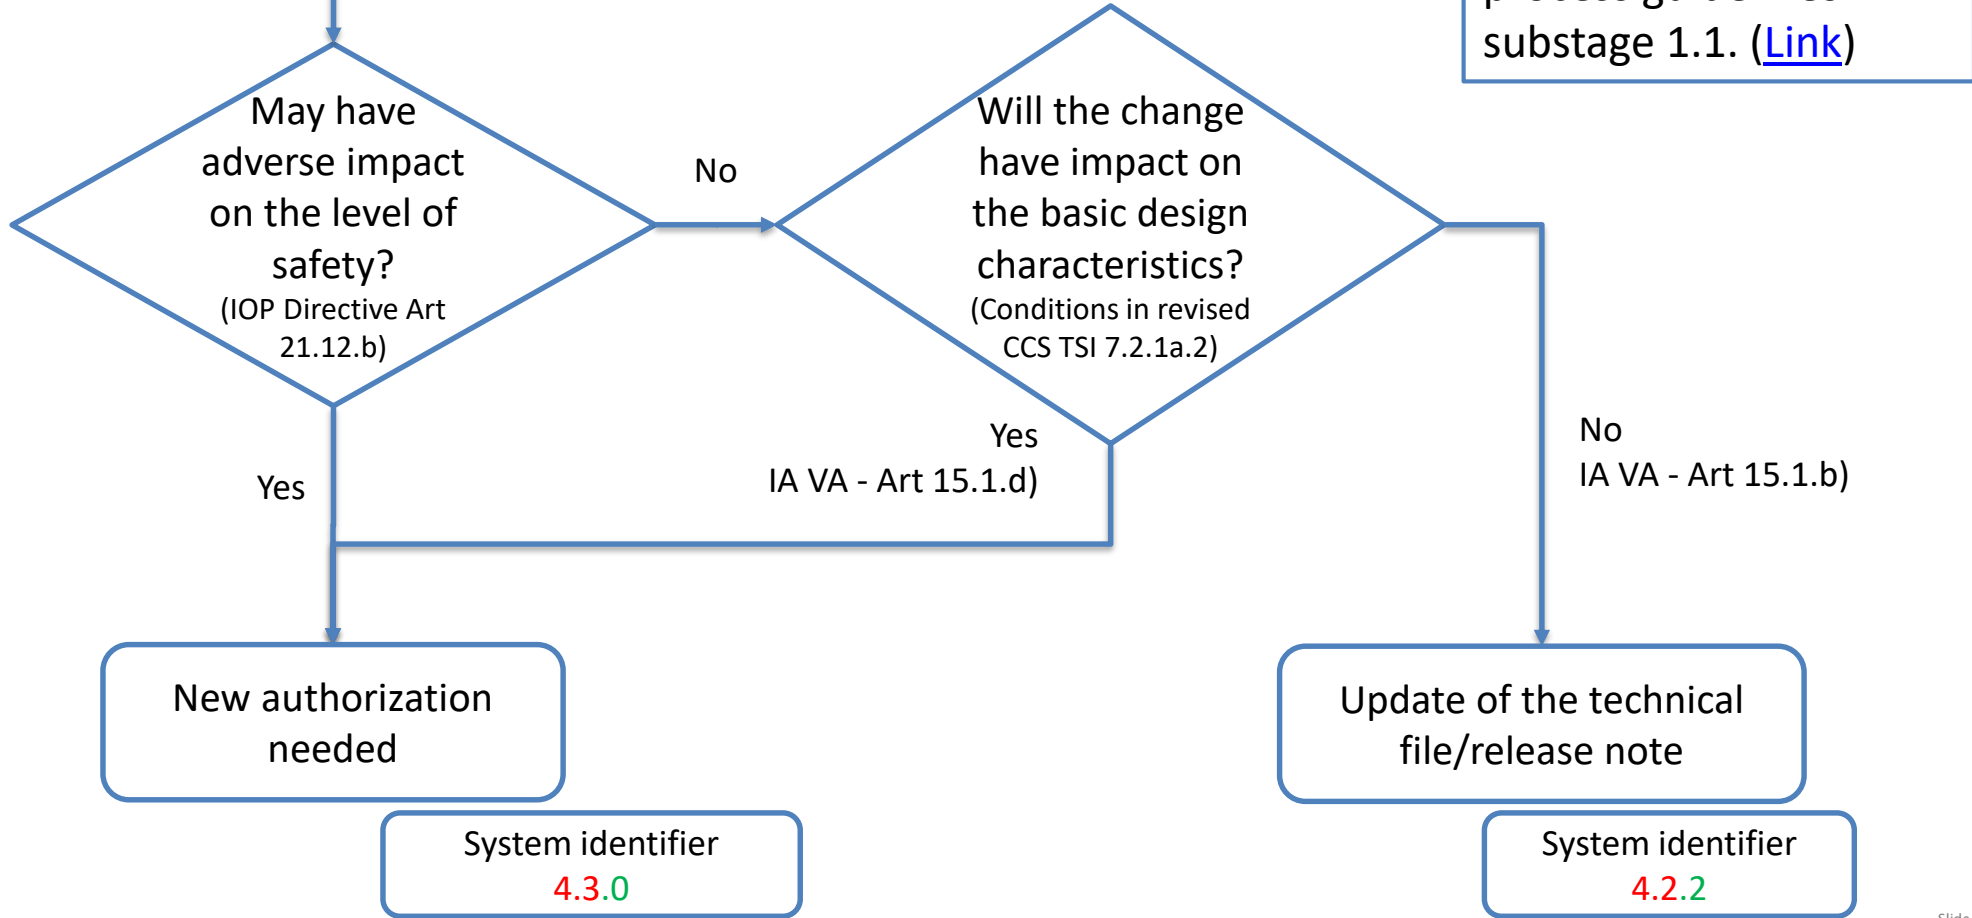 substage 1.1. (Link)
May have
adverse impact
on the level of
safety?
(IOP Directive Art
21.12.b)
No
Will the change
have impact on
the basic design
characteristics?
(Conditions in revised
CCS TSI 7.2.1a.2)
Yes
Yes
IA VA - Art 15.1.d)
No
IA VA - Art 15.1.b)
New authorization
needed
System identifier
4.3.0
Update of the technical
file/release note
System identifier
4.2.2
Slide